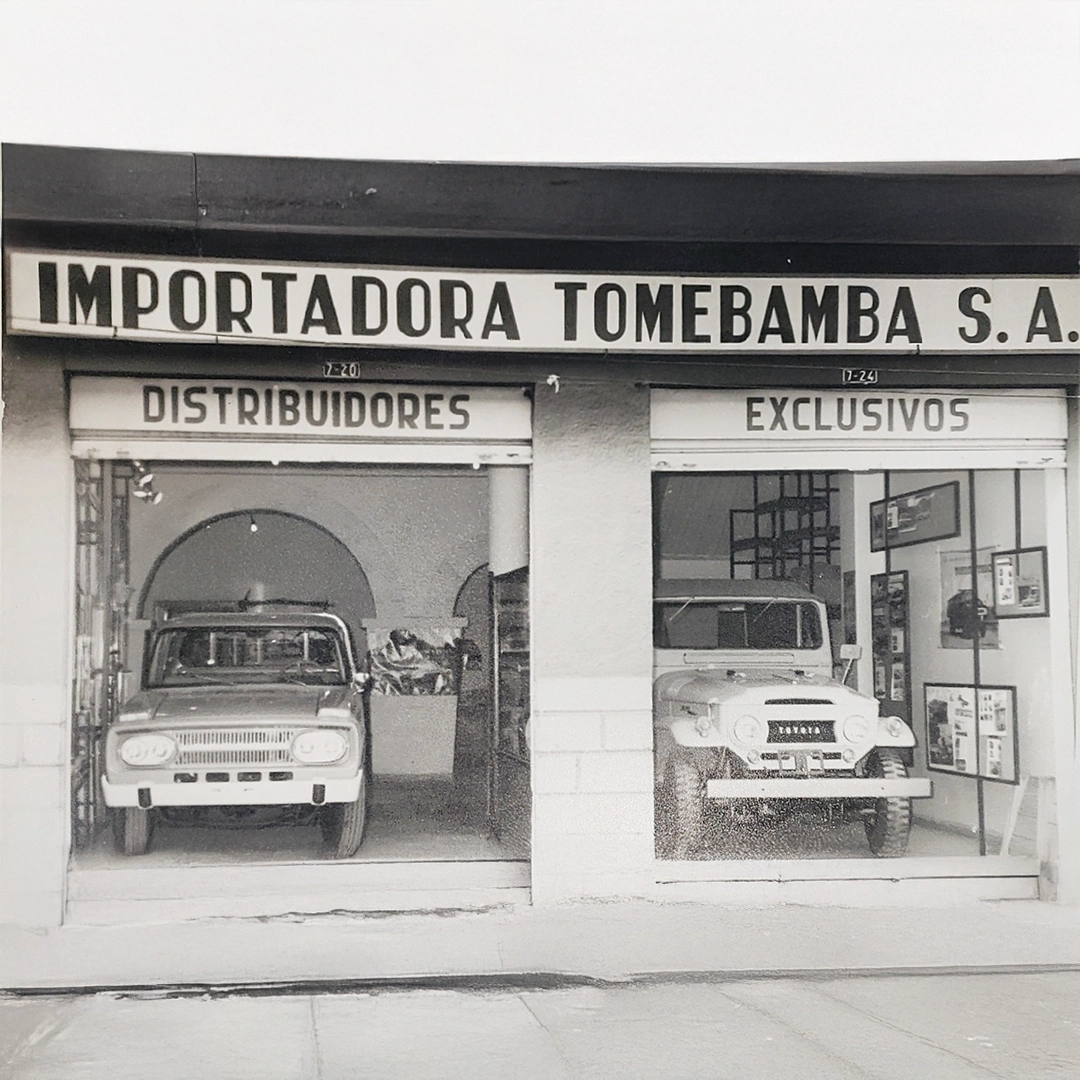 IMPORTADORA TOMEBAMBA S.A.
7-20
7-24
DISTRIBUIDORES
EXCLUSIVOS
TOYOTA